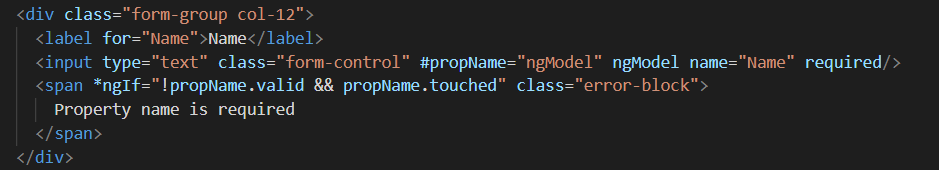 <div class="form-group col-12">
<label for="Name">Name</label>
<input type="text" class="form-control" #propName="ngModel" ngModel name="Name" required/>
<span *ngIf="!propName.valid && propName.touched" class="error-block">
Property name is required
</span>
</div>